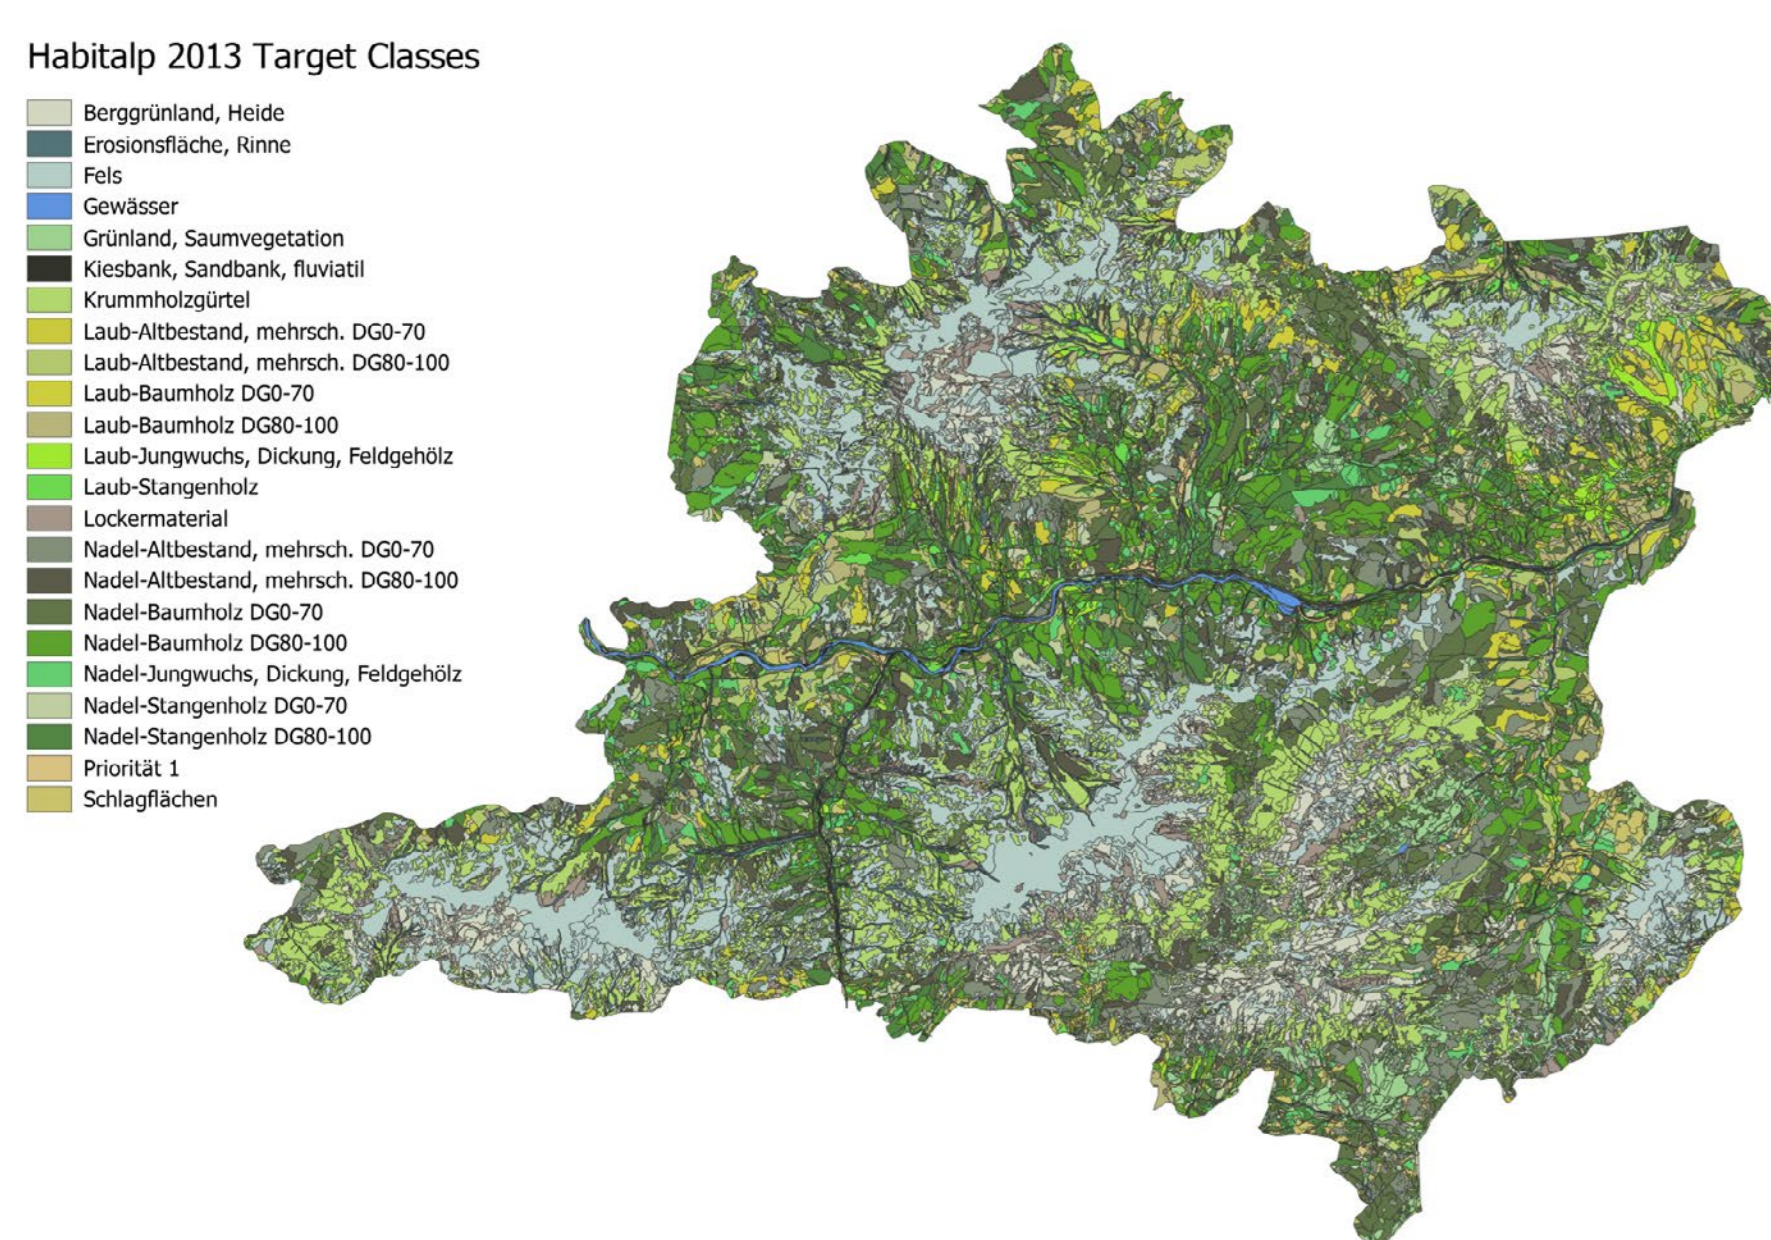 Habitalp 2013 Target Classes
Berggrünland, Heide
Erosionsfläche, Rinne
Fels
Gewässer
Grünland, Saumvegetation
Kiesbank, Sandbank, fluviatil
Krummholzgürtel
Laub-Altbestand, mehrsch. DG0-70
Laub-Altbestand, mehrsch. DG80-100
Laub-Baumholz DG0-70
Laub-Baumholz DG80-100
Laub-Jungwuchs, Dickung, Feldgehölz
Laub-Stangenholz
Lockermaterial
Nadel-Altbestand, mehrsch. DG0-70
Nadel-Altbestand, mehrsch. DG80-100
Nadel-Baumholz DG0-70
Nadel-Baumholz DG80-100
Nadel-Jungwuchs, Dickung, Feldgehölz
Nadel-Stangenholz DG0-70
Nadel-Stangenholz DG80-100
Priorität 1
Schlagflächen